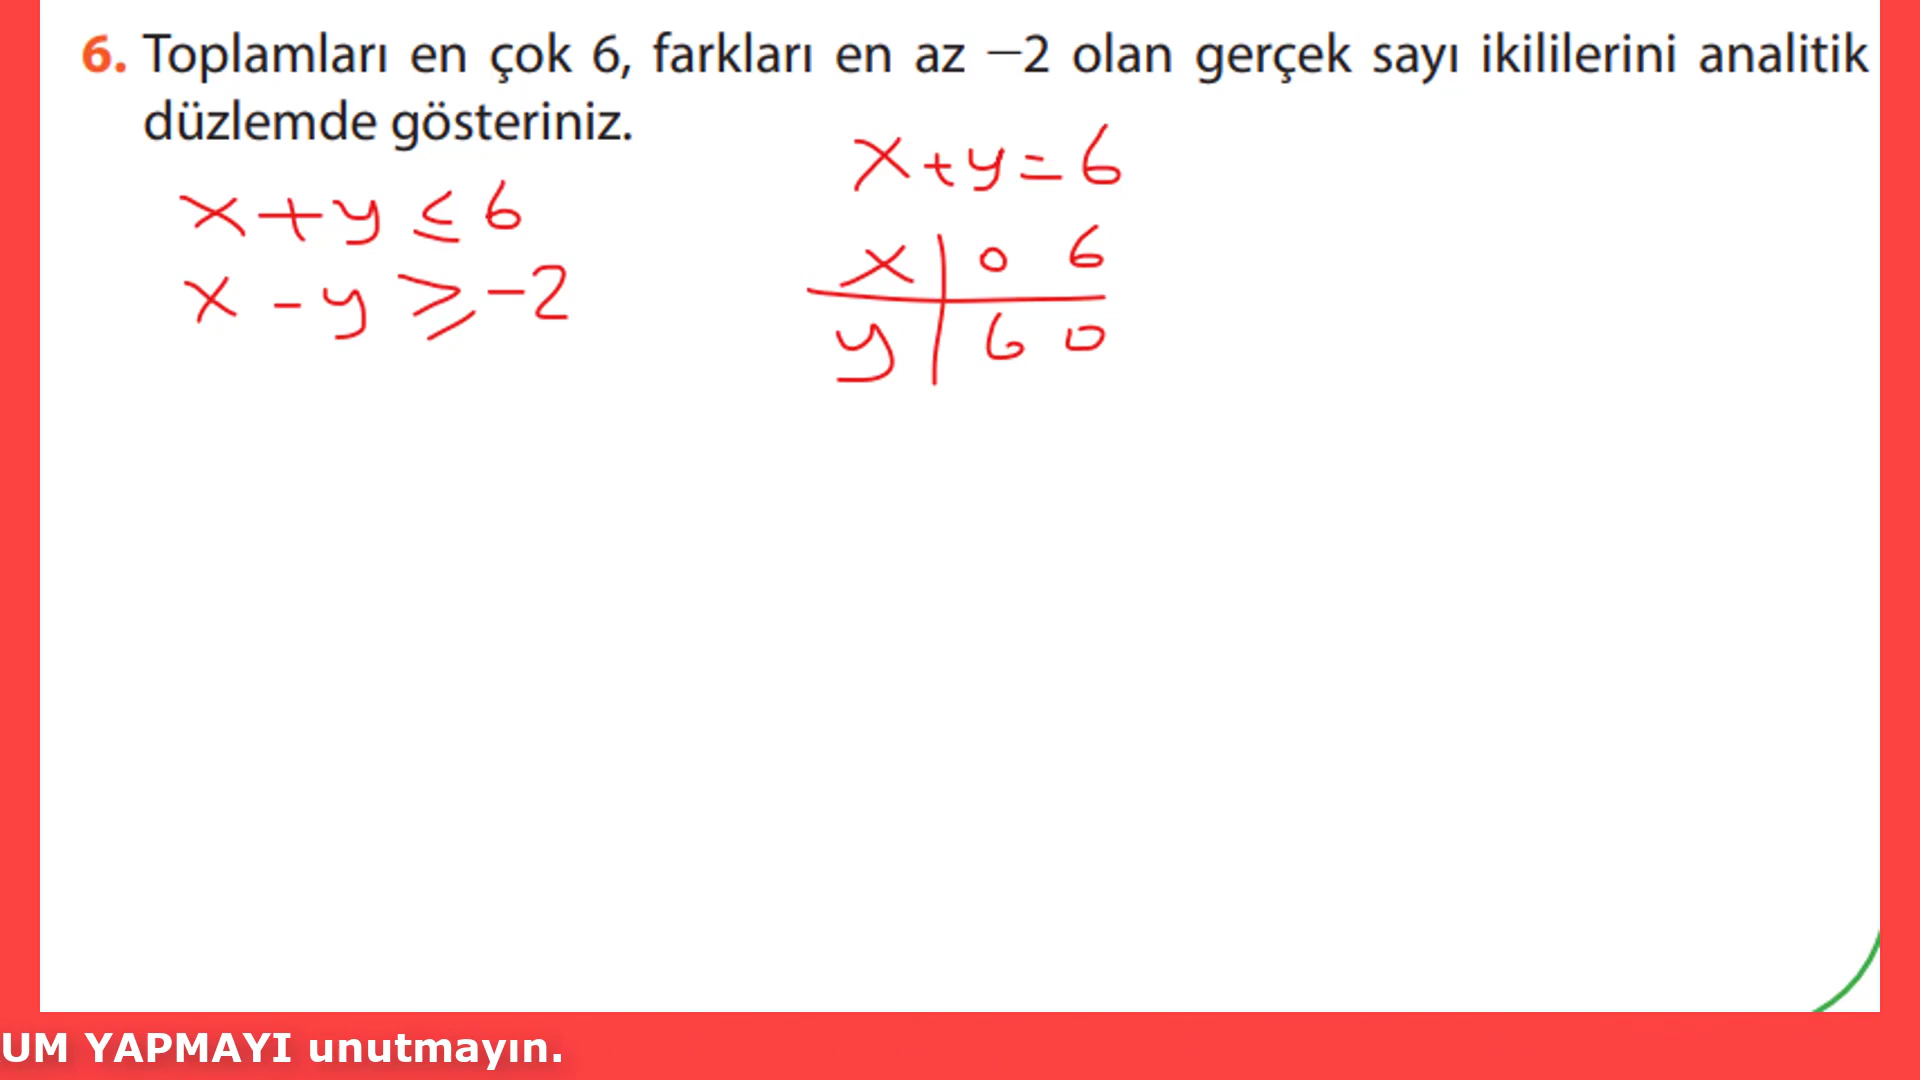 6. Toplamları en çok 6, farkları en az −2 olan gerçek sayı ikililerini analitik
düzlemde gösteriniz.
x+y≤6
x-y≥-2
x+y=6
x | 0 6
y | 6 0
UM YAPMAYI unutmayın.